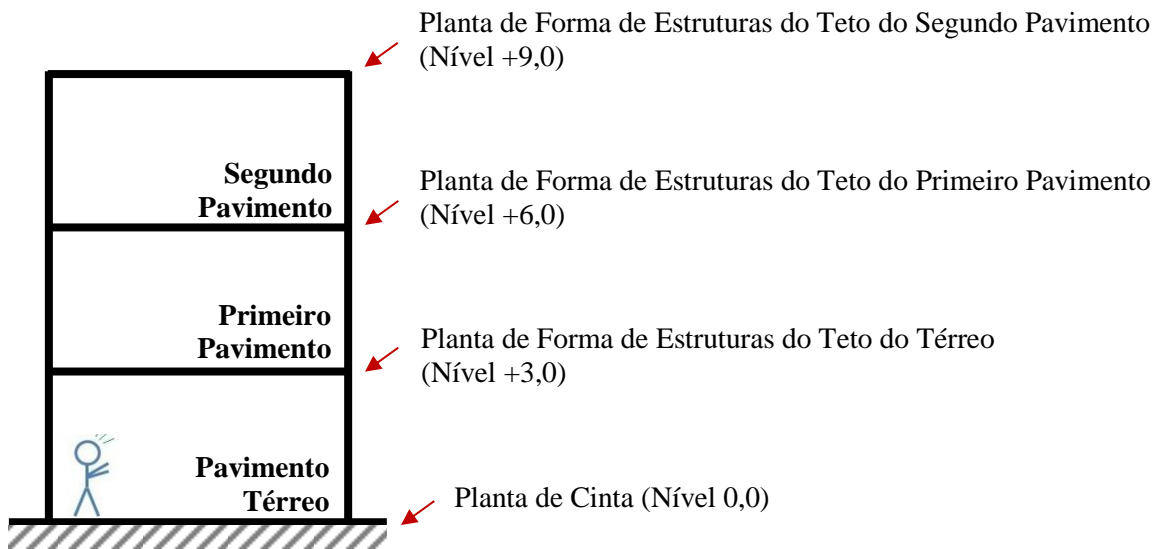 Planta de Forma de Estruturas do Teto do Segundo Pavimento
(Nível +9,0)
Segundo
Pavimento
Planta de Forma de Estruturas do Teto do Primeiro Pavimento
(Nível +6,0)
Primeiro
Pavimento
Planta de Forma de Estruturas do Teto do Térreo
(Nível +3,0)
Pavimento
Térreo
Planta de Cinta (Nível 0,0)